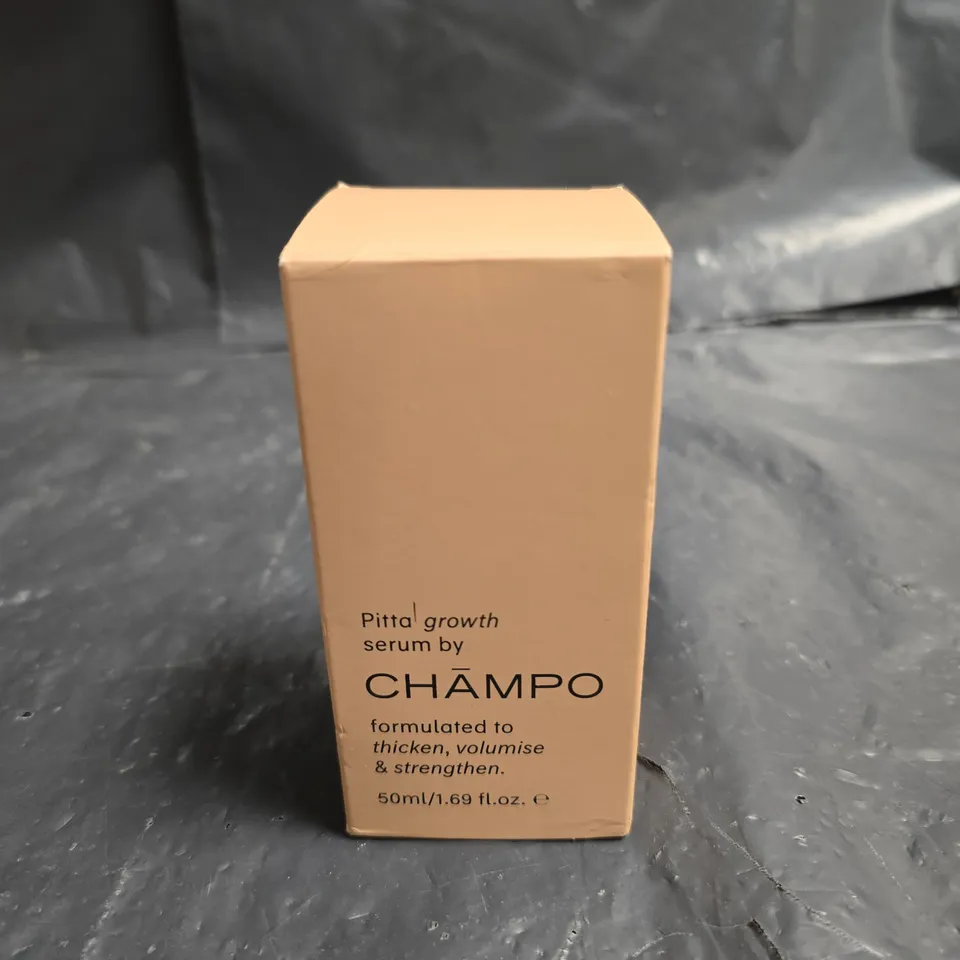 Pitta growth
serum by
CHĀMPO
formulated to
thicken, volumise
& strengthen.
50ml/1.69 fl.oz. ℮